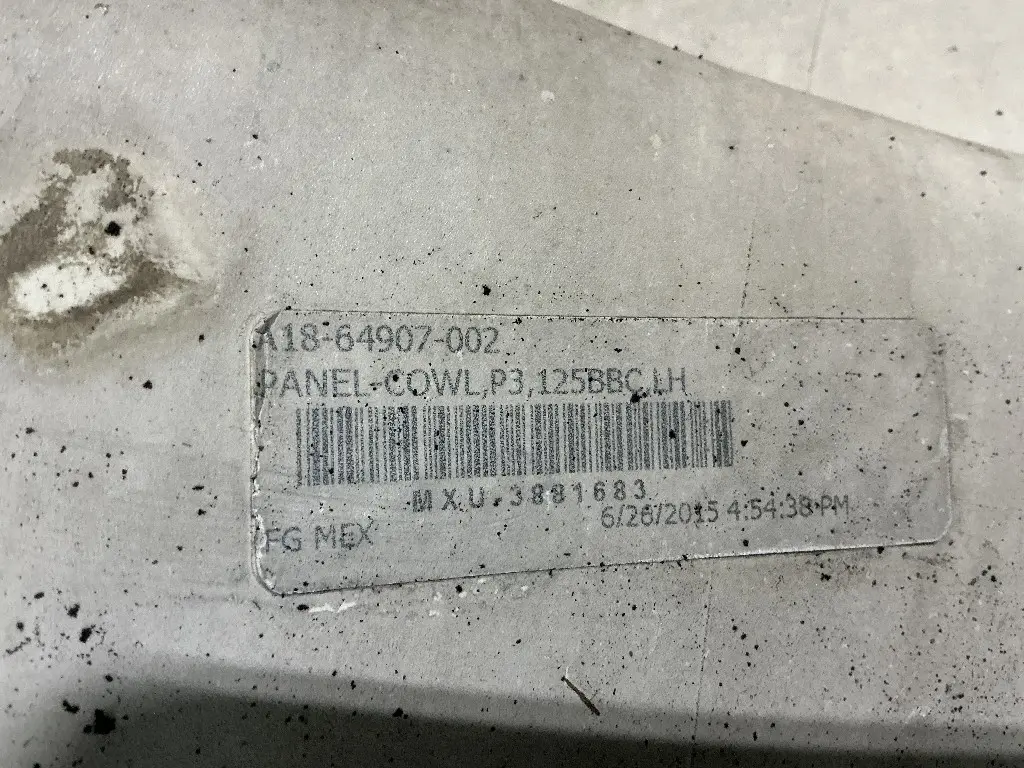 A18-64907-002
PANEL-COWL,P3,125BBC,LH
MXU.3881683
6/26/2015 4:54:38 PM
FG MEX